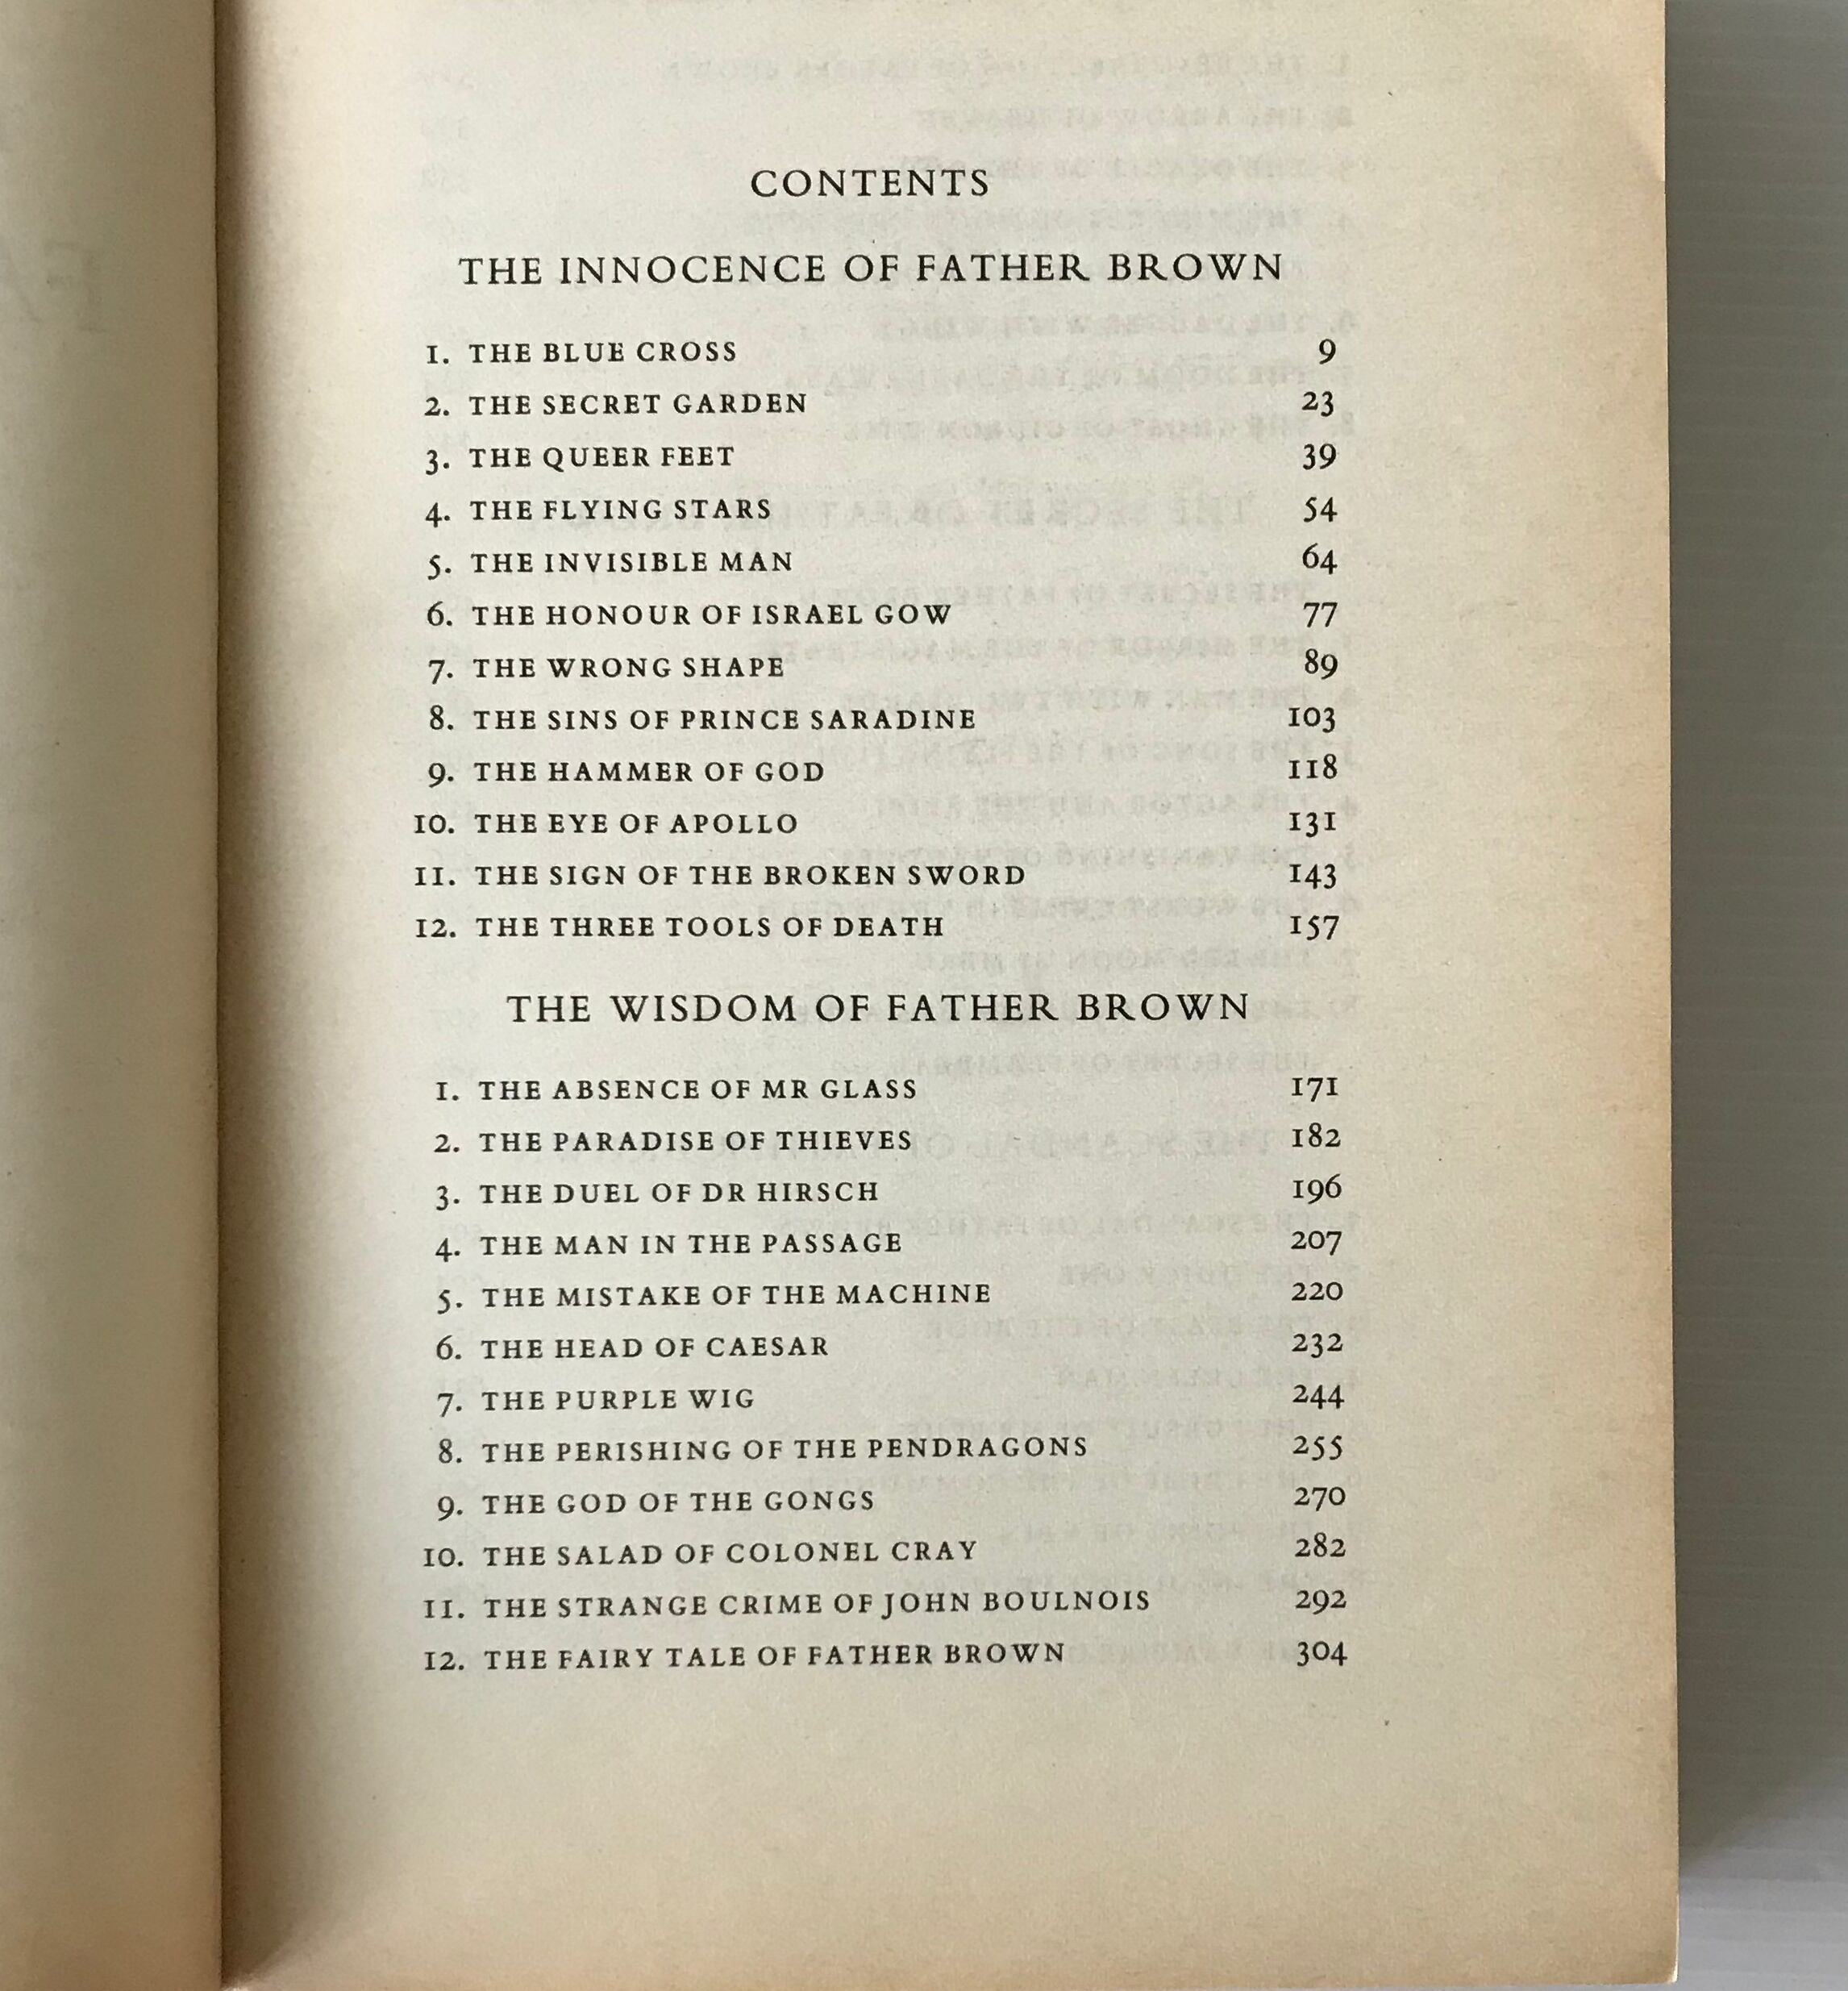 CONTENTS
THE INNOCENCE OF FATHER BROWN
1. THE BLUE CROSS 9
2. THE SECRET GARDEN 23
3. THE QUEER FEET 39
4. THE FLYING STARS 54
5. THE INVISIBLE MAN 64
6. THE HONOUR OF ISRAEL GOW 77
7. THE WRONG SHAPE 89
8. THE SINS OF PRINCE SARADINE 103
9. THE HAMMER OF GOD 118
10. THE EYE OF APOLLO 131
11. THE SIGN OF THE BROKEN SWORD 143
12. THE THREE TOOLS OF DEATH 157
THE WISDOM OF FATHER BROWN
1. THE ABSENCE OF MR GLASS 171
2. THE PARADISE OF THIEVES 182
3. THE DUEL OF DR HIRSCH 196
4. THE MAN IN THE PASSAGE 207
5. THE MISTAKE OF THE MACHINE 220
6. THE HEAD OF CAESAR 232
7. THE PURPLE WIG 244
8. THE PERISHING OF THE PENDRAGONS 255
9. THE GOD OF THE GONGS 270
10. THE SALAD OF COLONEL CRAY 282
11. THE STRANGE CRIME OF JOHN BOULNOIS 292
12. THE FAIRY TALE OF FATHER BROWN 304